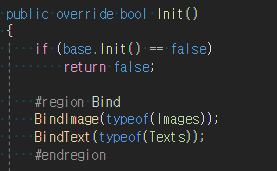 public override bool Init()
{
    if (base.Init() == false)
        return false;

    #region Bind
    BindImage(typeof(Images));
    BindText(typeof(Texts));
    #endregion